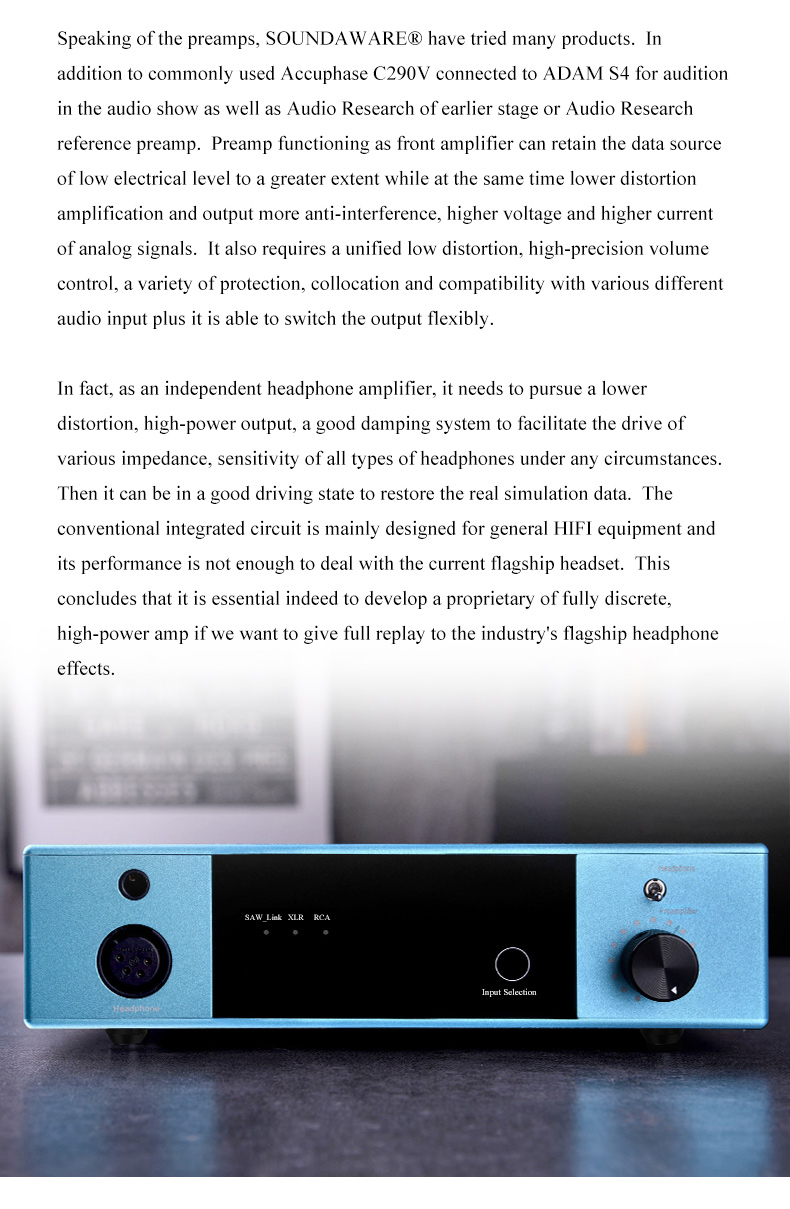 Speaking of the preamps, SOUNDAWARE® have tried many products.  In
addition to commonly used Accuphase C290V connected to ADAM S4 for audition
in the audio show as well as Audio Research of earlier stage or Audio Research
reference preamp.  Preamp functioning as front amplifier can retain the data source
of low electrical level to a greater extent while at the same time lower distortion
amplification and output more anti-interference, higher voltage and higher current
of analog signals.  It also requires a unified low distortion, high-precision volume
control, a variety of protection, collocation and compatibility with various different
audio input plus it is able to switch the output flexibly.
In fact, as an independent headphone amplifier, it needs to pursue a lower
distortion, high-power output, a good damping system to facilitate the drive of
various impedance, sensitivity of all types of headphones under any circumstances.
Then it can be in a good driving state to restore the real simulation data.  The
conventional integrated circuit is mainly designed for general HIFI equipment and
its performance is not enough to deal with the current flagship headset.  This
concludes that it is essential indeed to develop a proprietary of fully discrete,
high-power amp if we want to give full replay to the industry's flagship headphone
effects.
SAW_Link XLR RCA
Input Selection
Headphone